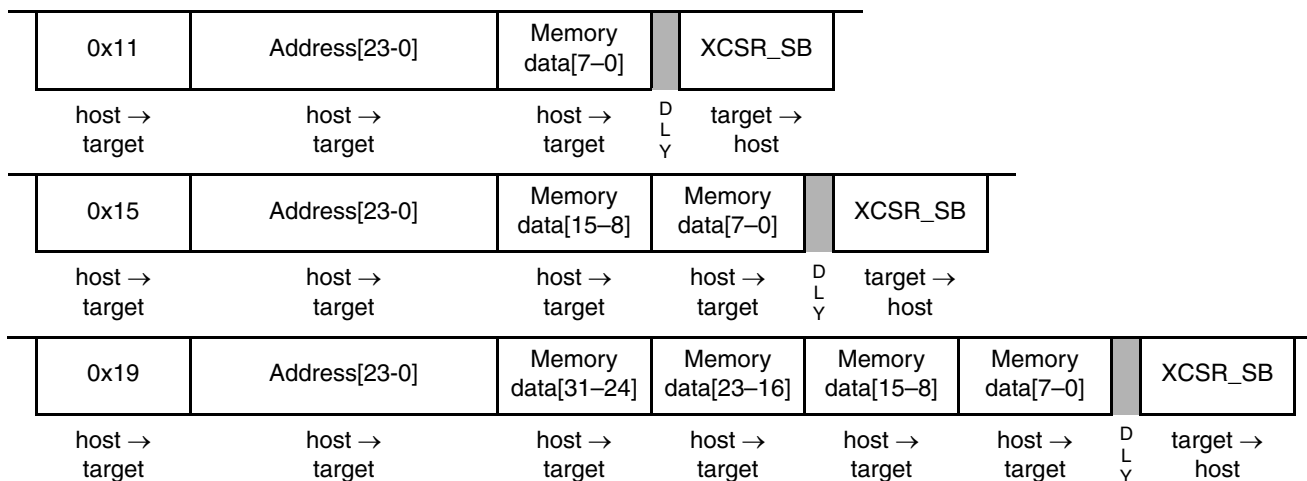 0x11 Address[23-0] Memory data[7–0] XCSR_SB
host → target host → target host → target D L Y target → host
0x15 Address[23-0] Memory data[15–8] Memory data[7–0] XCSR_SB
host → target host → target host → target host → target D L Y target → host
0x19 Address[23-0] Memory data[31–24] Memory data[23–16] Memory data[15–8] Memory data[7–0] XCSR_SB
host → target host → target host → target host → target host → target host → target D L Y target → host